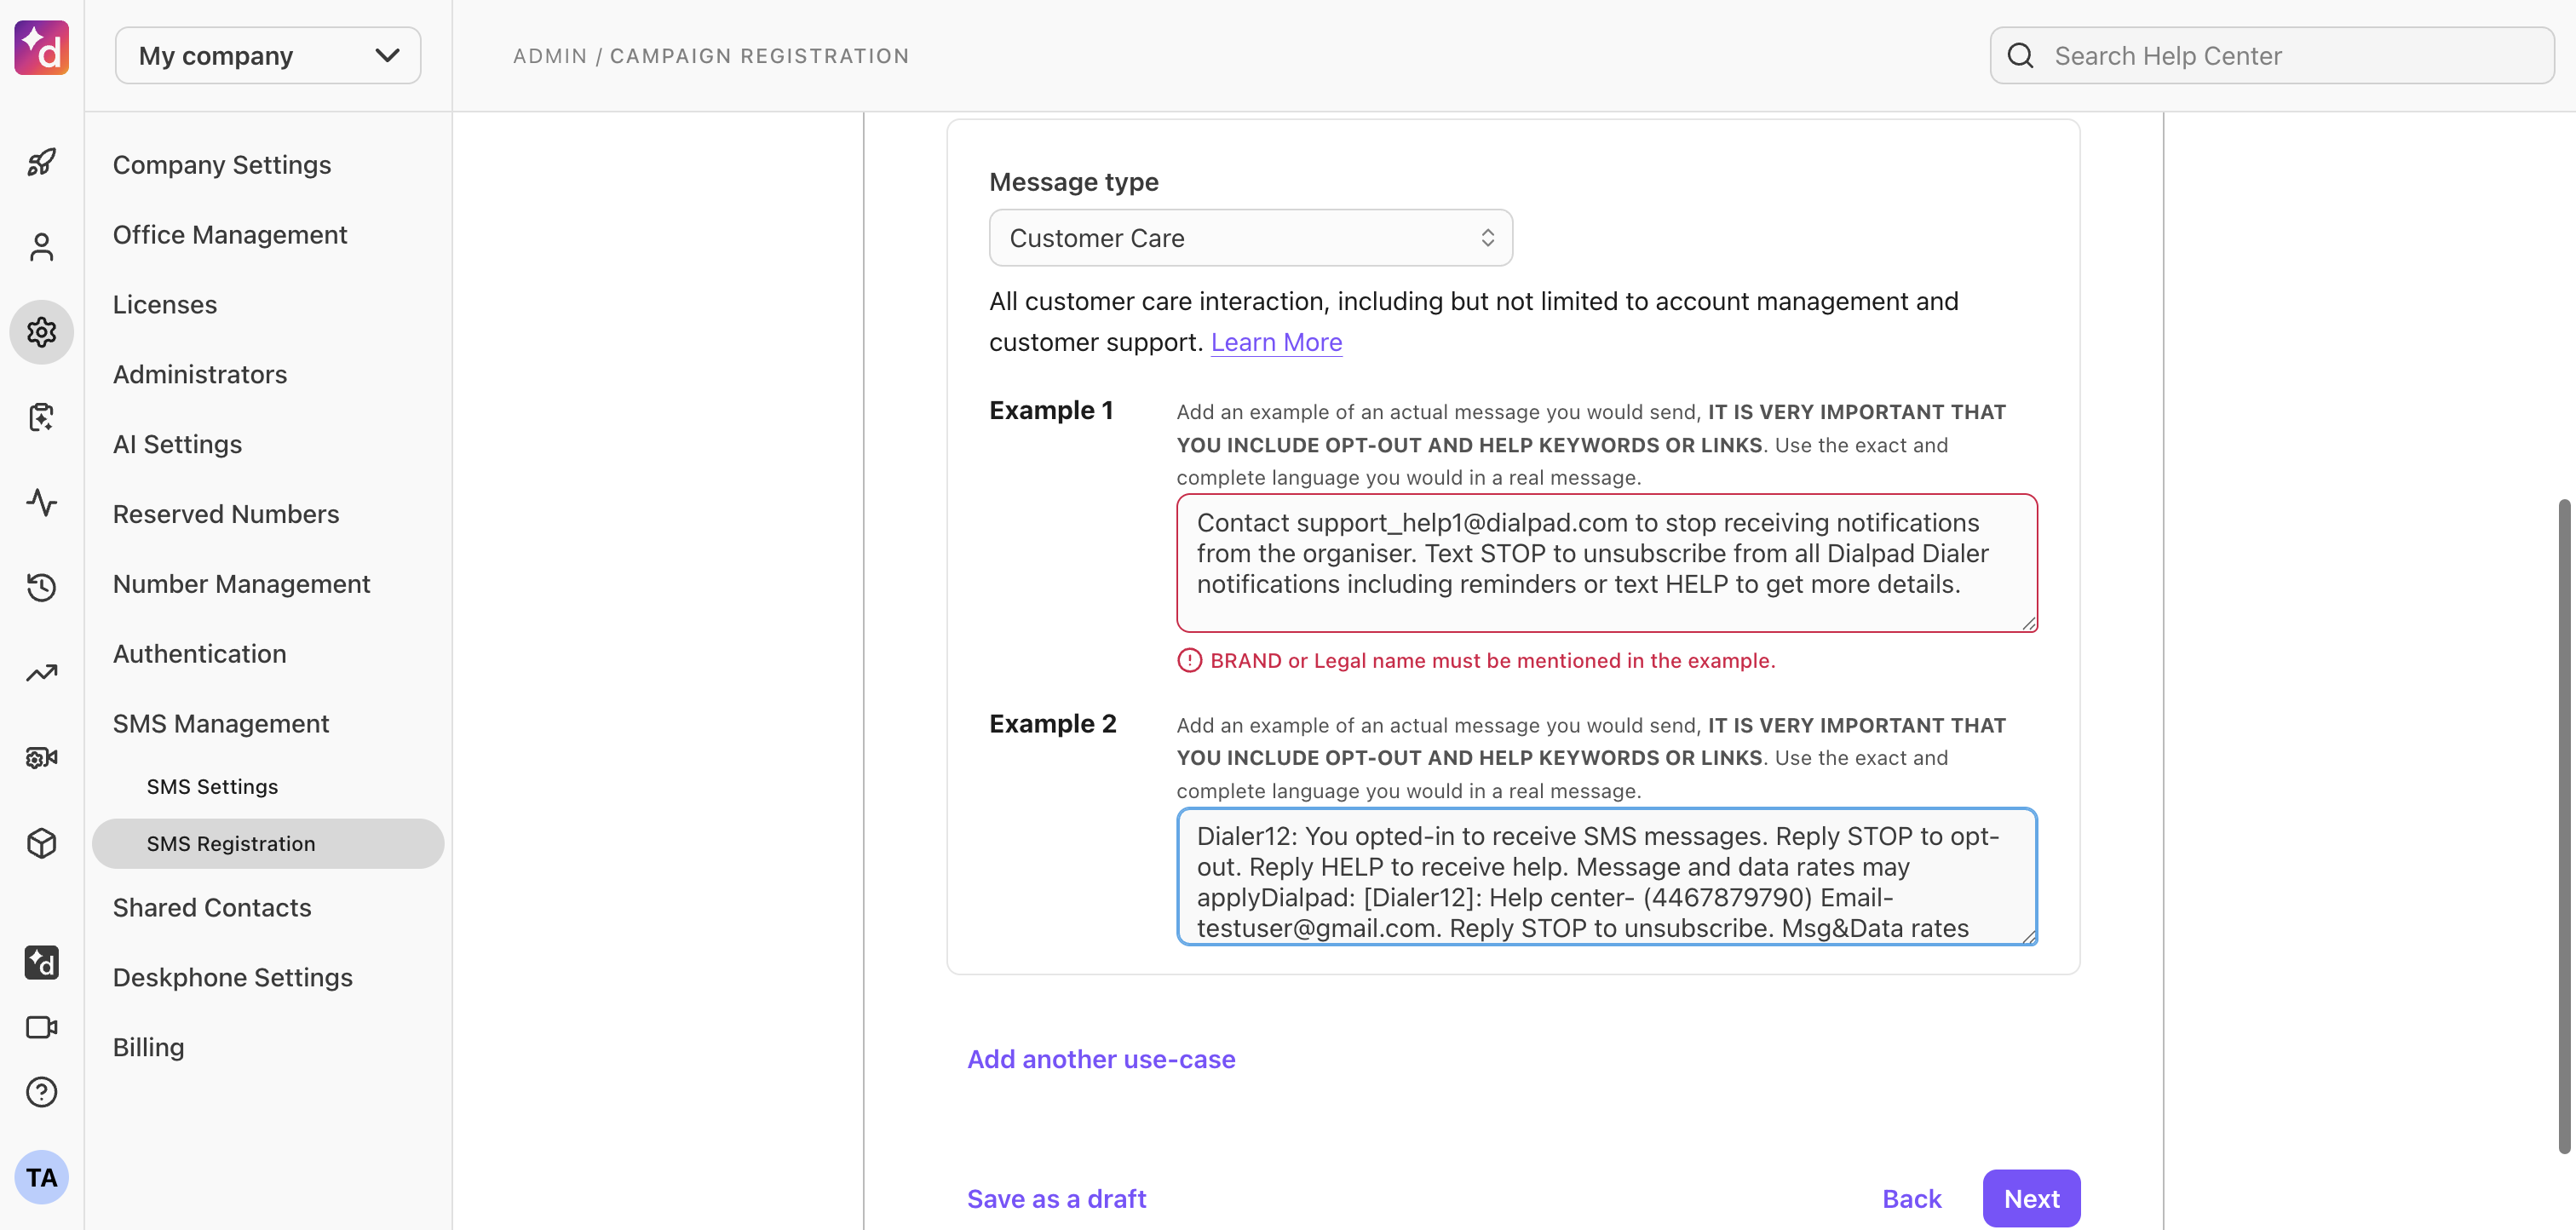 My company
ADMIN / CAMPAIGN REGISTRATION
Search Help Center
Company Settings
Office Management
Licenses
Administrators
AI Settings
Reserved Numbers
Number Management
Authentication
SMS Management
SMS Settings
SMS Registration
Shared Contacts
Deskphone Settings
Billing
TA
Message type
Customer Care
All customer care interaction, including but not limited to account management and
customer support. Learn More
Example 1
Add an example of an actual message you would send, IT IS VERY IMPORTANT THAT
YOU INCLUDE OPT-OUT AND HELP KEYWORDS OR LINKS. Use the exact and
complete language you would in a real message.
Contact support_help1@dialpad.com to stop receiving notifications
from the organiser. Text STOP to unsubscribe from all Dialpad Dialer
notifications including reminders or text HELP to get more details.
BRAND or Legal name must be mentioned in the example.
Example 2
Add an example of an actual message you would send, IT IS VERY IMPORTANT THAT
YOU INCLUDE OPT-OUT AND HELP KEYWORDS OR LINKS. Use the exact and
complete language you would in a real message.
Dialer12: You opted-in to receive SMS messages. Reply STOP to opt-
out. Reply HELP to receive help. Message and data rates may
applyDialpad: [Dialer12]: Help center- (4467879790) Email-
testuser@gmail.com. Reply STOP to unsubscribe. Msg&Data rates
Add another use-case
Save as a draft
Back
Next